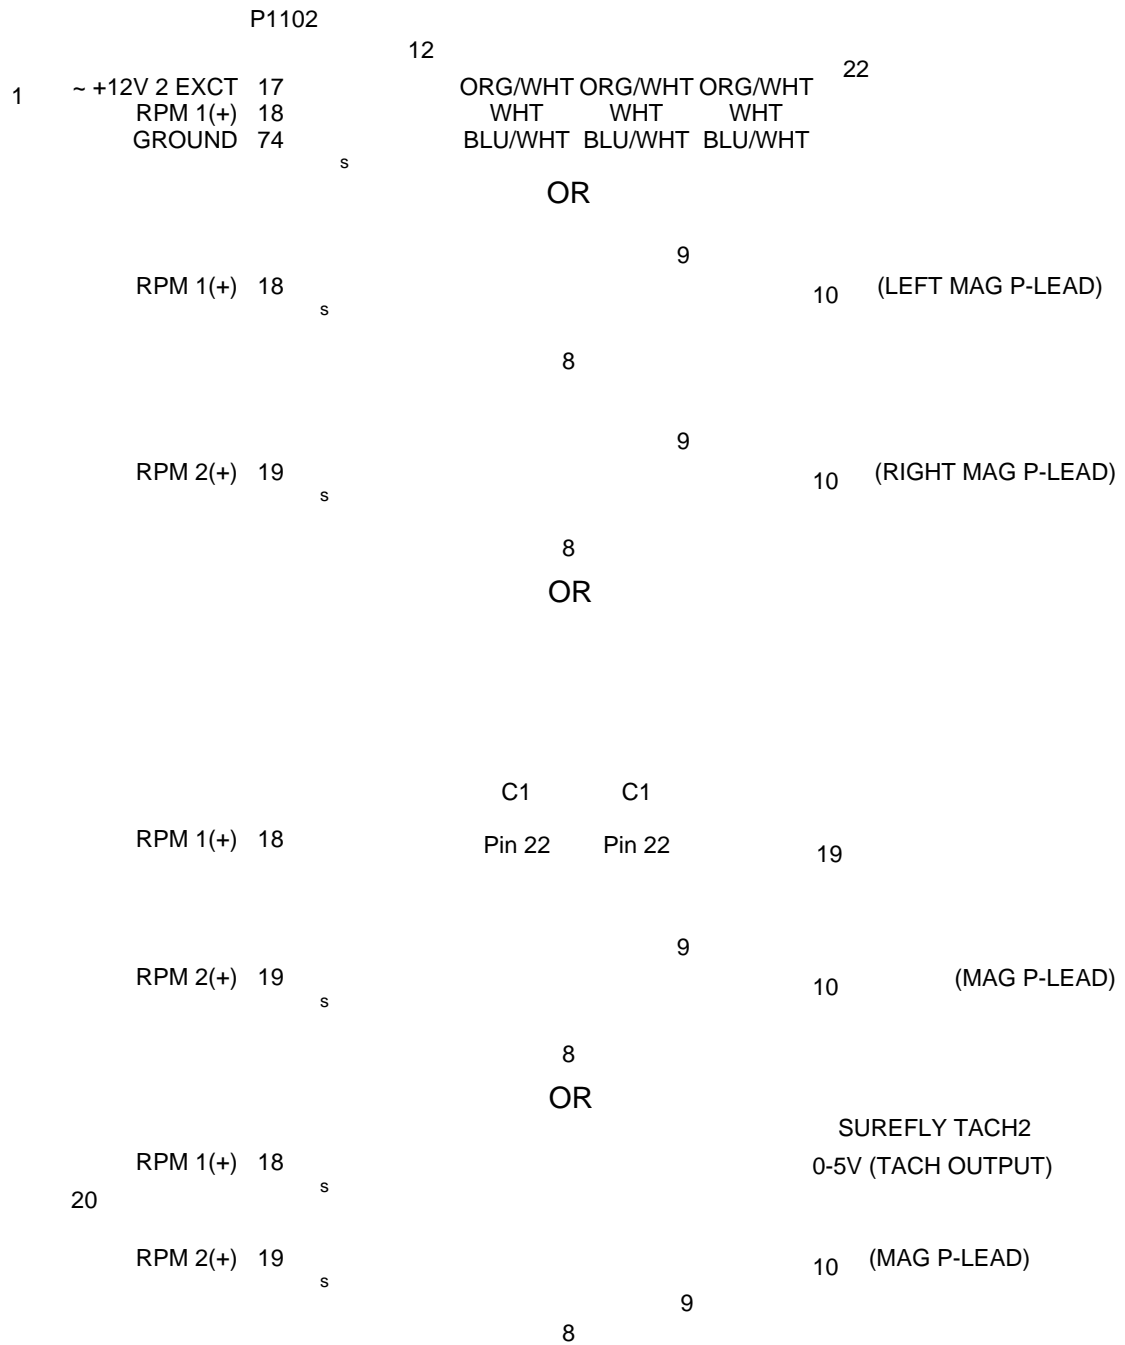 P1102
12
22
1 ~ +12V 2 EXCT 17 ORG/WHT ORG/WHT ORG/WHT
RPM 1(+) 18 WHT WHT WHT
GROUND 74 BLU/WHT BLU/WHT BLU/WHT
s
OR
9
RPM 1(+) 18 10 (LEFT MAG P-LEAD)
s
8
9
RPM 2(+) 19 10 (RIGHT MAG P-LEAD)
s
8
OR
C1 C1
RPM 1(+) 18 Pin 22 Pin 22 19
9
RPM 2(+) 19 10 (MAG P-LEAD)
s
8
OR
SUREFLY TACH2
RPM 1(+) 18 0-5V (TACH OUTPUT)
s
20
RPM 2(+) 19 10 (MAG P-LEAD)
s
9
8